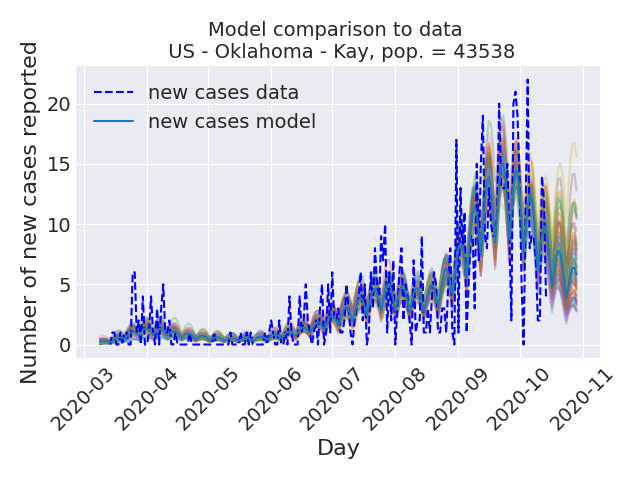 Model comparison to data
US - Oklahoma - Kay, pop. = 43538
Number of new cases reported
new cases data
new cases model
20
15
10
5
0
2020-03
2020-04
2020-05
2020-06
2020-07
2020-08
2020-09
2020-10
2020-11
Day